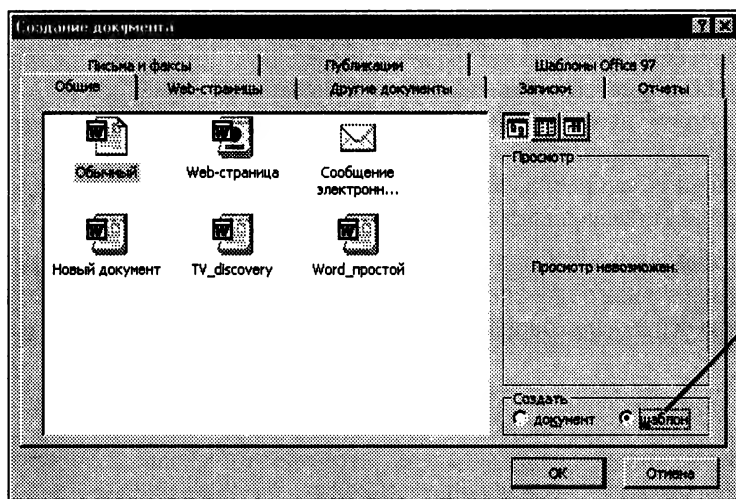 Создание документа
Письма и факсы Публикации Шаблоны Office 97
Общие Web-страницы Другие документы Записки Отчеты
Обычный Web-страница Сообщение электронн...
Новый документ TV_discovery Word_простой
Просмотр
Просмотр невозможен.
Создать
документ шаблон
ОК Отмена